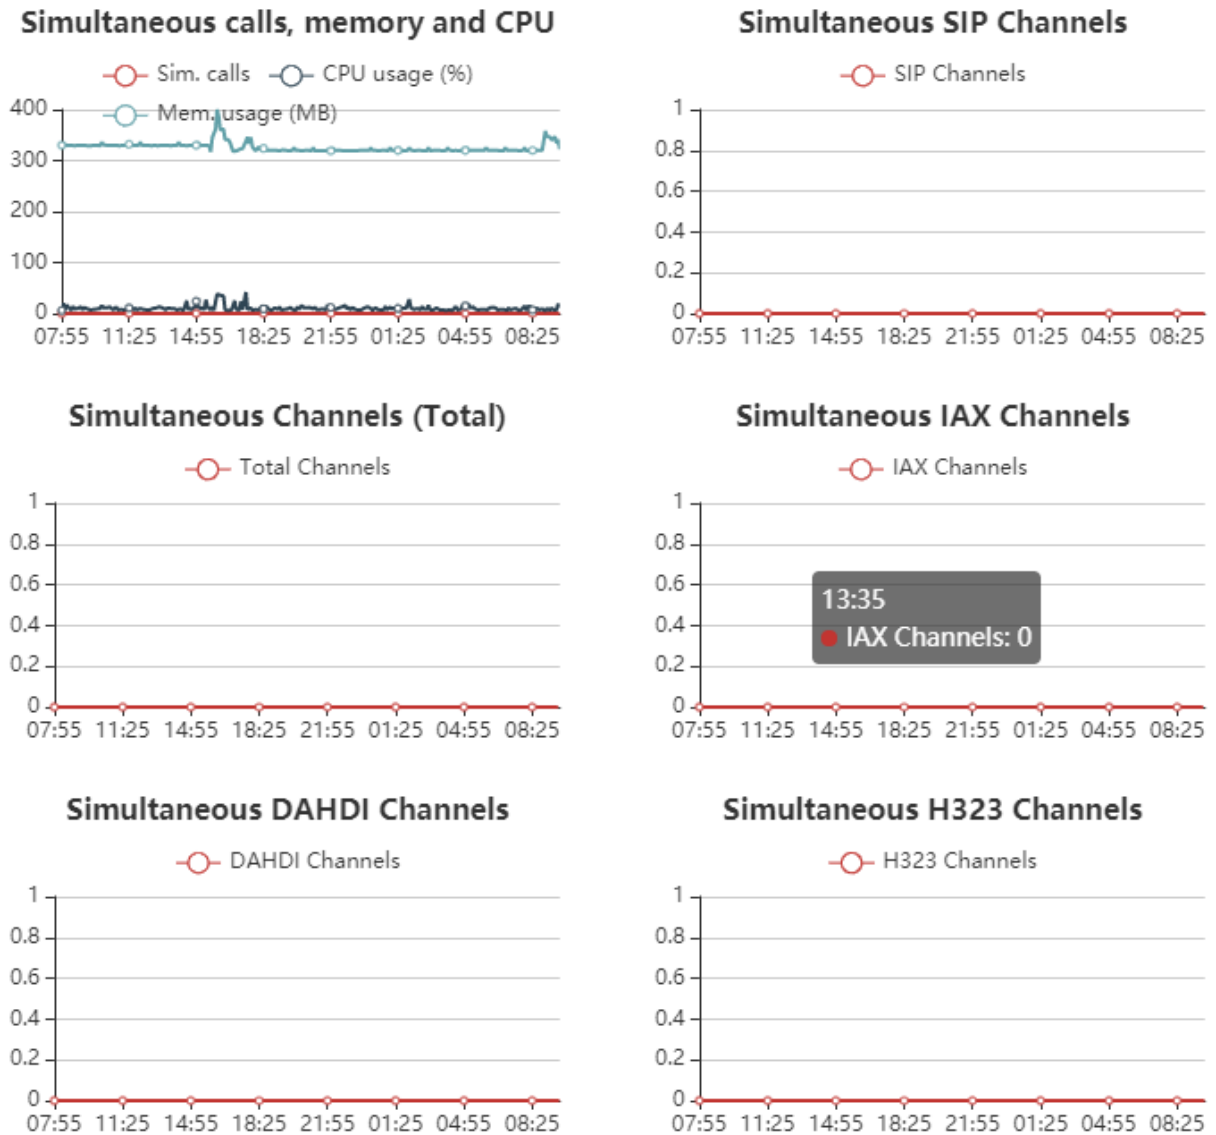 Simultaneous calls, memory and CPU
Sim. calls CPU usage (%)
Mem. usage (MB)
400
300
200
100
0
07:55 11:25 14:55 18:25 21:55 01:25 04:55 08:25
Simultaneous SIP Channels
SIP Channels
1
0.8
0.6
0.4
0.2
0
07:55 11:25 14:55 18:25 21:55 01:25 04:55 08:25
Simultaneous Channels (Total)
Total Channels
1
0.8
0.6
0.4
0.2
0
07:55 11:25 14:55 18:25 21:55 01:25 04:55 08:25
Simultaneous IAX Channels
IAX Channels
1
0.8
0.6
0.4
0.2
0
13:35
IAX Channels: 0
07:55 11:25 14:55 18:25 21:55 01:25 04:55 08:25
Simultaneous DAHDI Channels
DAHDI Channels
1
0.8
0.6
0.4
0.2
0
07:55 11:25 14:55 18:25 21:55 01:25 04:55 08:25
Simultaneous H323 Channels
H323 Channels
1
0.8
0.6
0.4
0.2
0
07:55 11:25 14:55 18:25 21:55 01:25 04:55 08:25